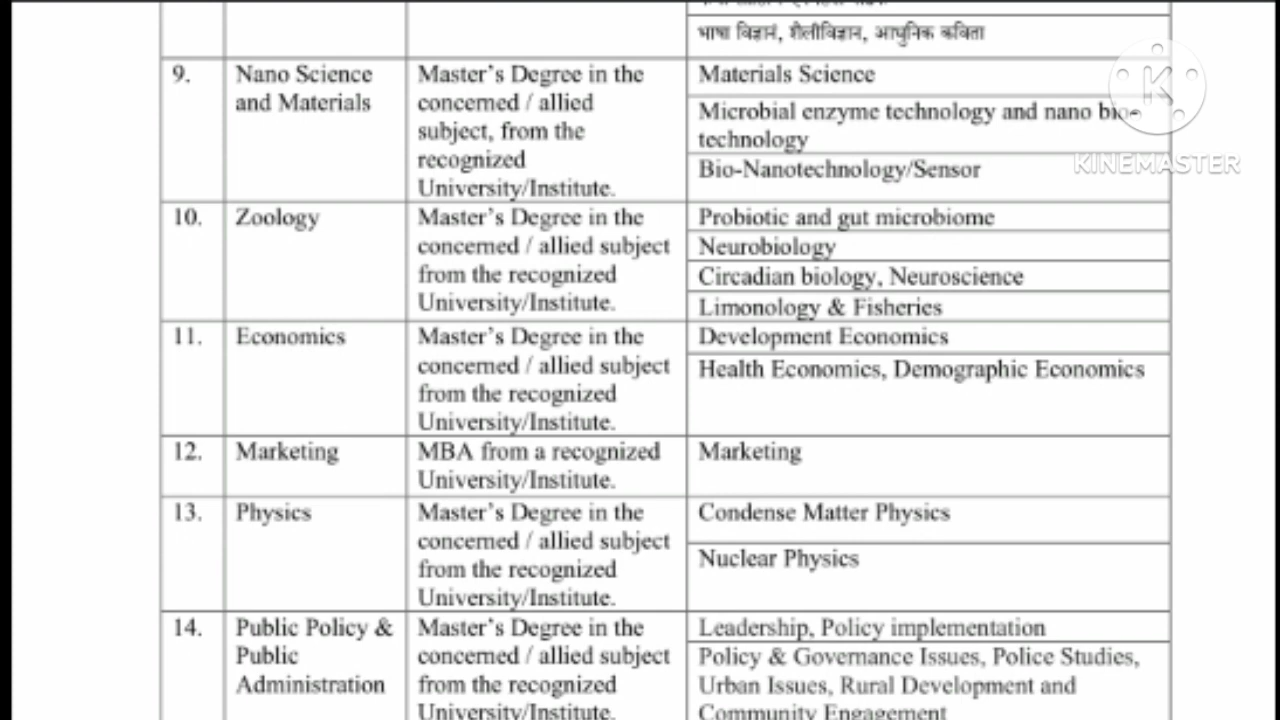 भाषा विज्ञान, शैलीविज्ञान, आधुनिक कविता
9.
Nano Science
and Materials
Master's Degree in the
concerned / allied
subject, from the
recognized
University/Institute.
Materials Science
Microbial enzyme technology and nano bio-
technology
Bio-Nanotechnology/Sensor
10.
Zoology
Master's Degree in the
concerned / allied subject
from the recognized
University/Institute.
Probiotic and gut microbiome
Neurobiology
Circadian biology, Neuroscience
Limonology & Fisheries
11.
Economics
Master's Degree in the
concerned / allied subject
from the recognized
University/Institute.
Development Economics
Health Economics, Demographic Economics
12.
Marketing
MBA from a recognized
University/Institute.
Marketing
13.
Physics
Master's Degree in the
concerned / allied subject
from the recognized
University/Institute.
Condense Matter Physics
Nuclear Physics
14.
Public Policy &
Public
Administration
Master's Degree in the
concerned / allied subject
from the recognized
University/Institute.
Leadership, Policy implementation
Policy & Governance Issues, Police Studies,
Urban Issues, Rural Development and
Community Engagement
K
KINEMASTER